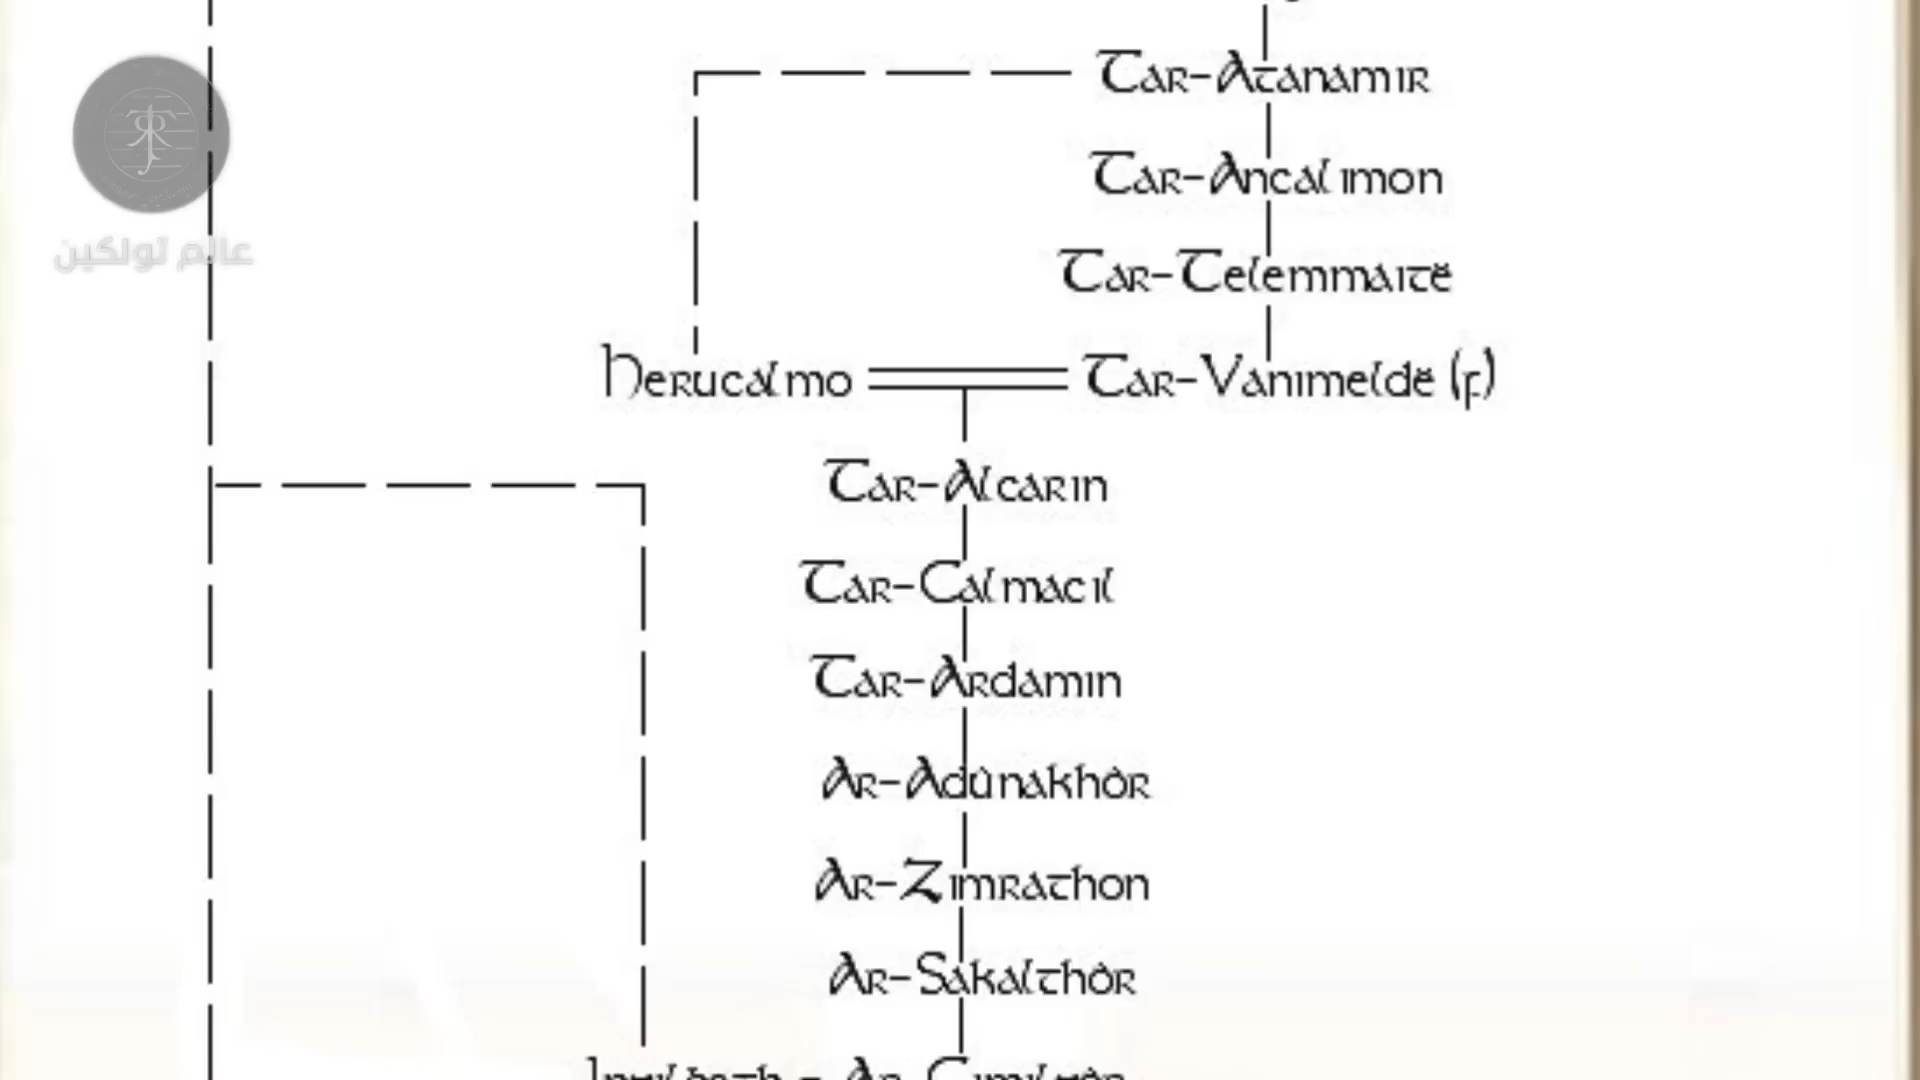 Tar-Atanamir
Tar-Ancalimon
عالم تولكين
Tar-Telemmaitë
Herucalmo
Tar-Vanimeldë (f.)
Tar-Alcarin
Tar-Calmacil
Tar-Ardamin
Ar-Adûnakhôr
Ar-Zimrathon
Ar-Sakalthôr